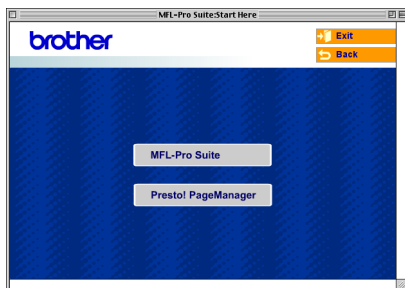 MFL-Pro Suite:Start Here
brother
Exit
Back
MFL-Pro Suite
Presto! PageManager